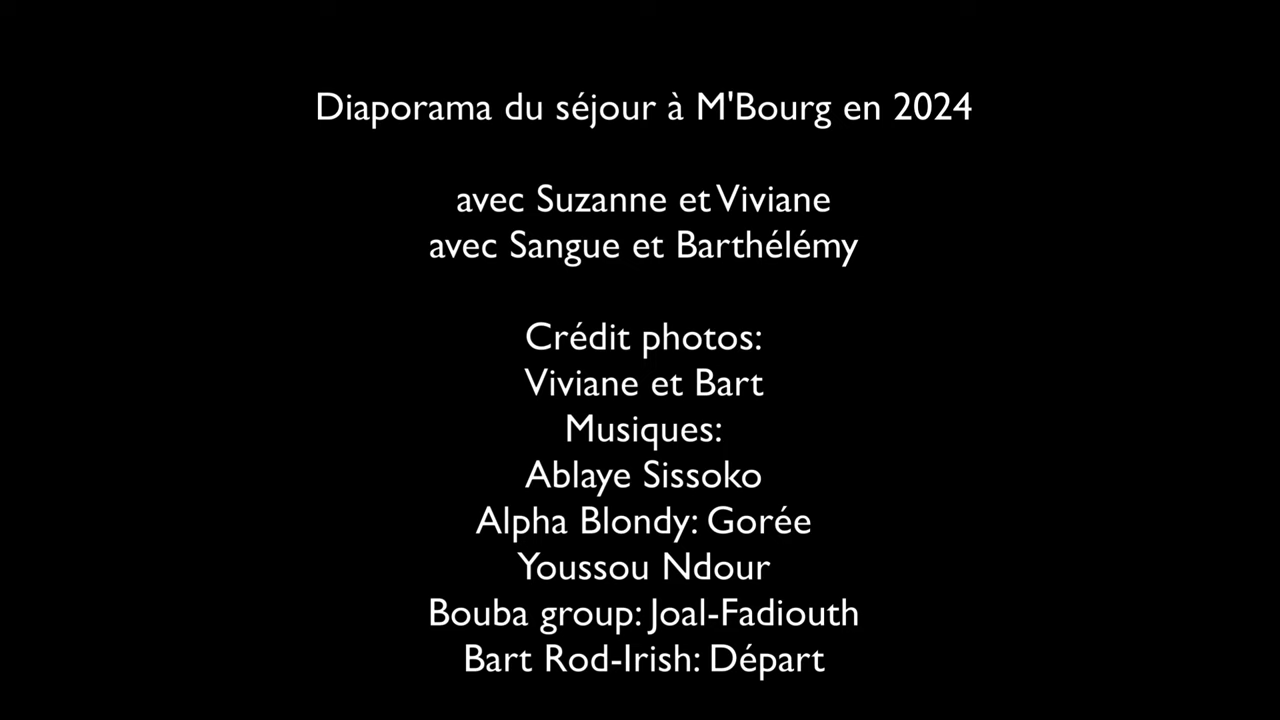 Diaporama du séjour à M'Bourg en 2024
avec Suzanne et Viviane
avec Sangue et Barthélémy
Crédit photos:
Viviane et Bart
Musiques:
Ablaye Sissoko
Alpha Blondy: Gorée
Youssou Ndour
Bouba group: Joal-Fadiouth
Bart Rod-Irish: Départ